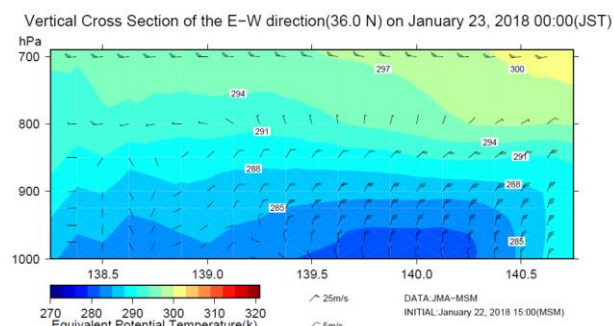 Vertical Cross Section of the E−W direction(36.0 N) on January 23, 2018 00:00(JST)
hPa
700
297
300
294
800
291
294
291
288
288
900
285
285
1000
138.5 139.0 139.5 140.0 140.5
270 280 290 300 310 320
Equivalent Potential Temperature(k)
25m/s
5m/s
DATA:JMA−MSM
INITIAL:January 22, 2018 15:00(MSM)